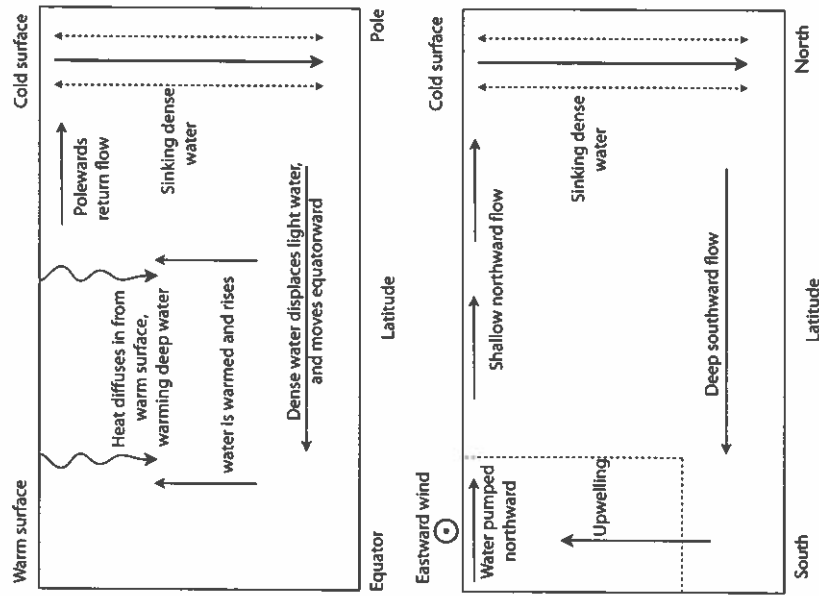 Warm surface
Cold surface
Heat diffuses in from
warm surface,
warming deep water
Polewards
return flow
Sinking dense
water
water is warmed and rises
Dense water displaces light water,
and moves equatorward
Equator
Latitude
Pole
Eastward wind
Cold surface
Water pumped
northward
Shallow northward flow
Sinking dense
water
Upwelling
Deep southward flow
South
Latitude
North